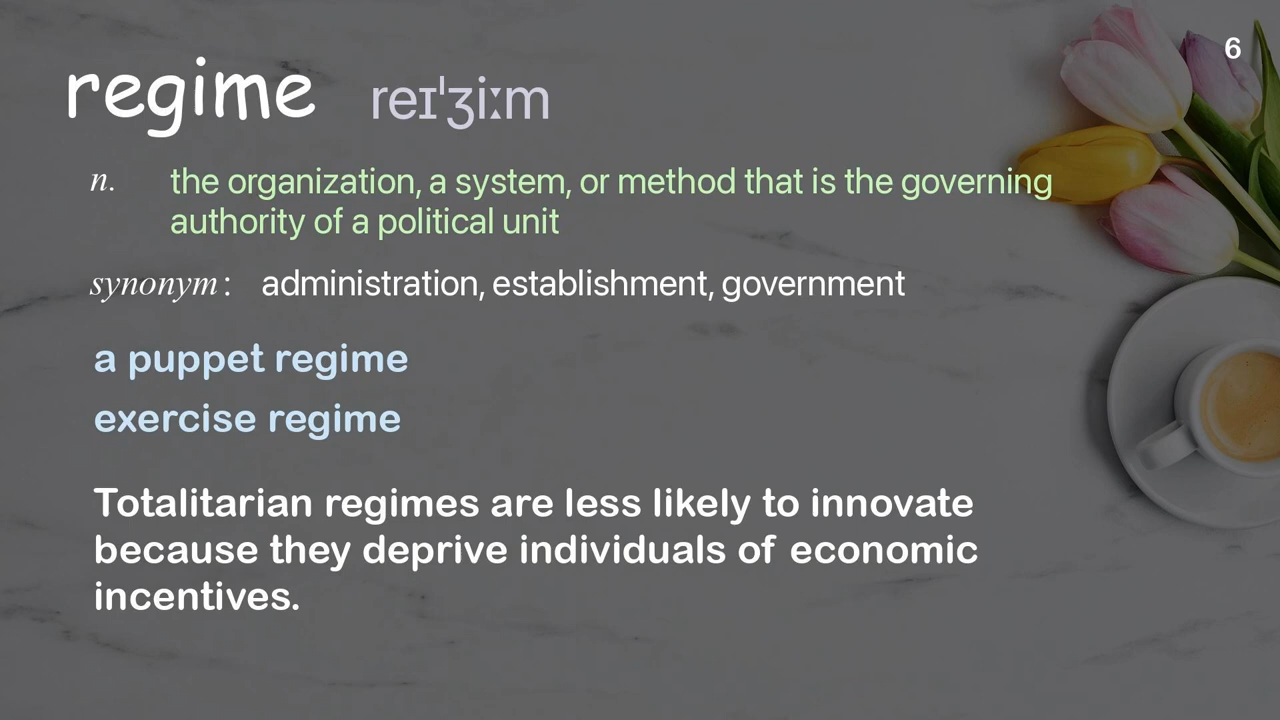 6
regime reɪˈʒiːm
n. the organization, a system, or method that is the governing
authority of a political unit
synonym: administration, establishment, government
a puppet regime
exercise regime
Totalitarian regimes are less likely to innovate
because they deprive individuals of economic
incentives.